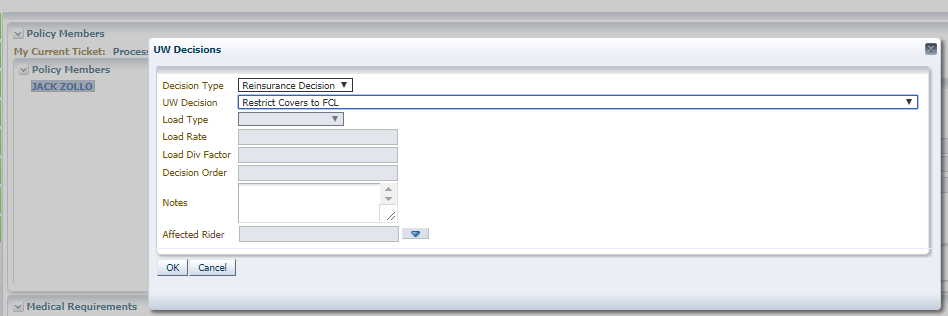 Policy Members
My Current Ticket: Process
Policy Members
JACK ZOLLO
UW Decisions
Decision Type Reinsurance Decision
UW Decision Restrict Covers to FCL
Load Type
Load Rate
Load Div Factor
Decision Order
Notes
Affected Rider
OK Cancel
Medical Requirements